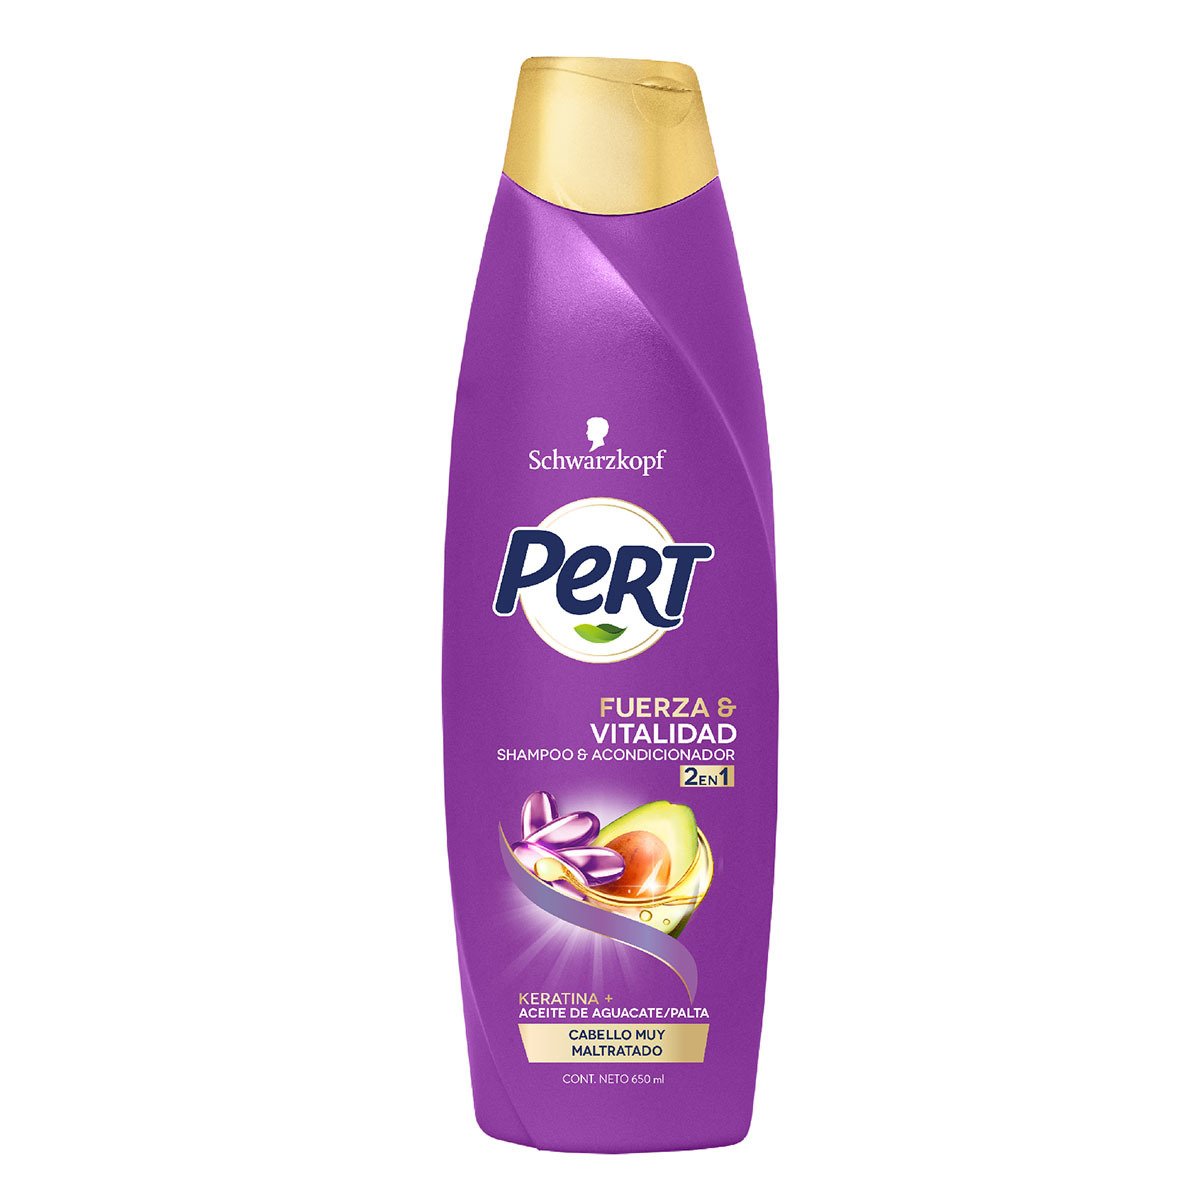 Schwarzkopf
PERT
FUERZA &
VITALIDAD
SHAMPOO & ACONDICIONADOR
2EN1
KERATINA +
ACEITE DE AGUACATE/PALTA
CABELLO MUY
MALTRATADO
CONT. NETO 650 ml